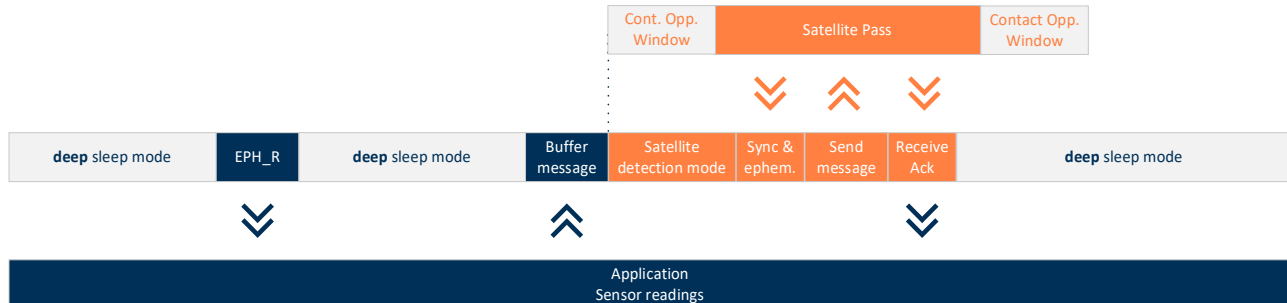 Cont. Opp.
Window
Satellite Pass
Contact Opp.
Window
deep sleep mode
EPH_R
deep sleep mode
Buffer
message
Satellite
detection mode
Sync &
ephem.
Send
message
Receive
Ack
deep sleep mode
Application
Sensor readings